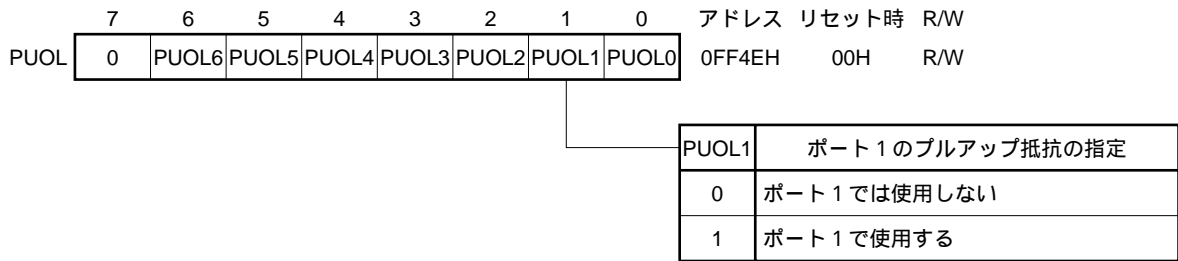 7 6 5 4 3 2 1 0 アドレス リセット時 R/W
PUOL 0 PUOL6 PUOL5 PUOL4 PUOL3 PUOL2 PUOL1 PUOL0 0FF4EH 00H R/W
PUOL1 ポート1のプルアップ抵抗の指定
0 ポート1では使用しない
1 ポート1で使用する